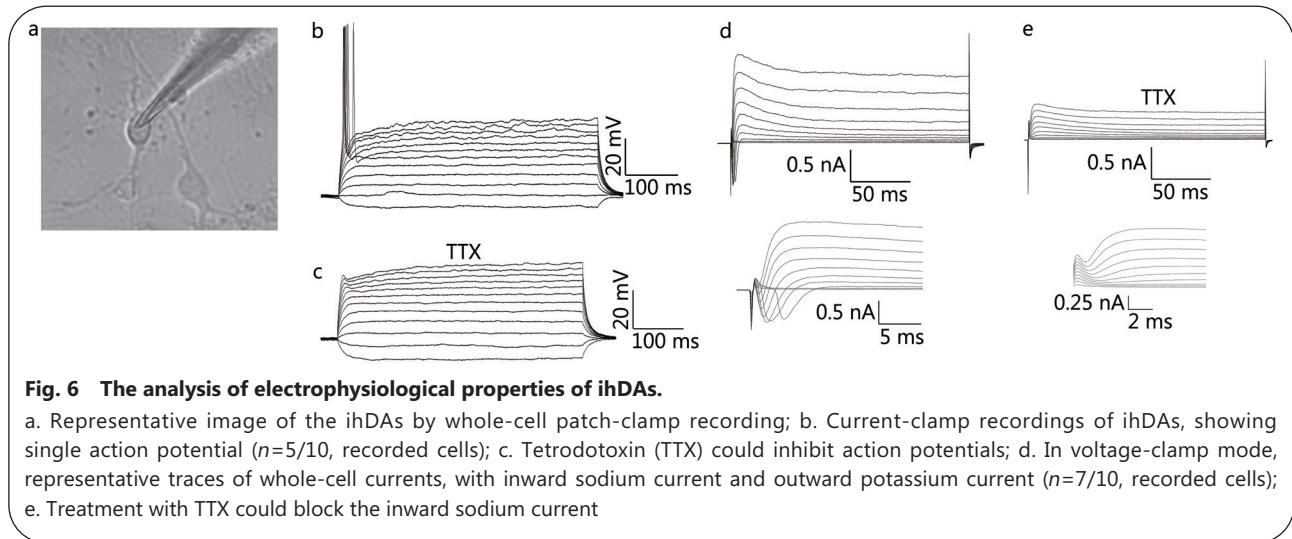 a
b
20 mV
100 ms
c
TTX
20 mV
100 ms
d
0.5 nA
50 ms
0.5 nA
5 ms
e
TTX
0.5 nA
50 ms
0.25 nA
2 ms
Fig. 6 The analysis of electrophysiological properties of ihDAs.
a. Representative image of the ihDAs by whole-cell patch-clamp recording; b. Current-clamp recordings of ihDAs, showing
single action potential (n=5/10, recorded cells); c. Tetrodotoxin (TTX) could inhibit action potentials; d. In voltage-clamp mode,
representative traces of whole-cell currents, with inward sodium current and outward potassium current (n=7/10, recorded cells);
e. Treatment with TTX could block the inward sodium current